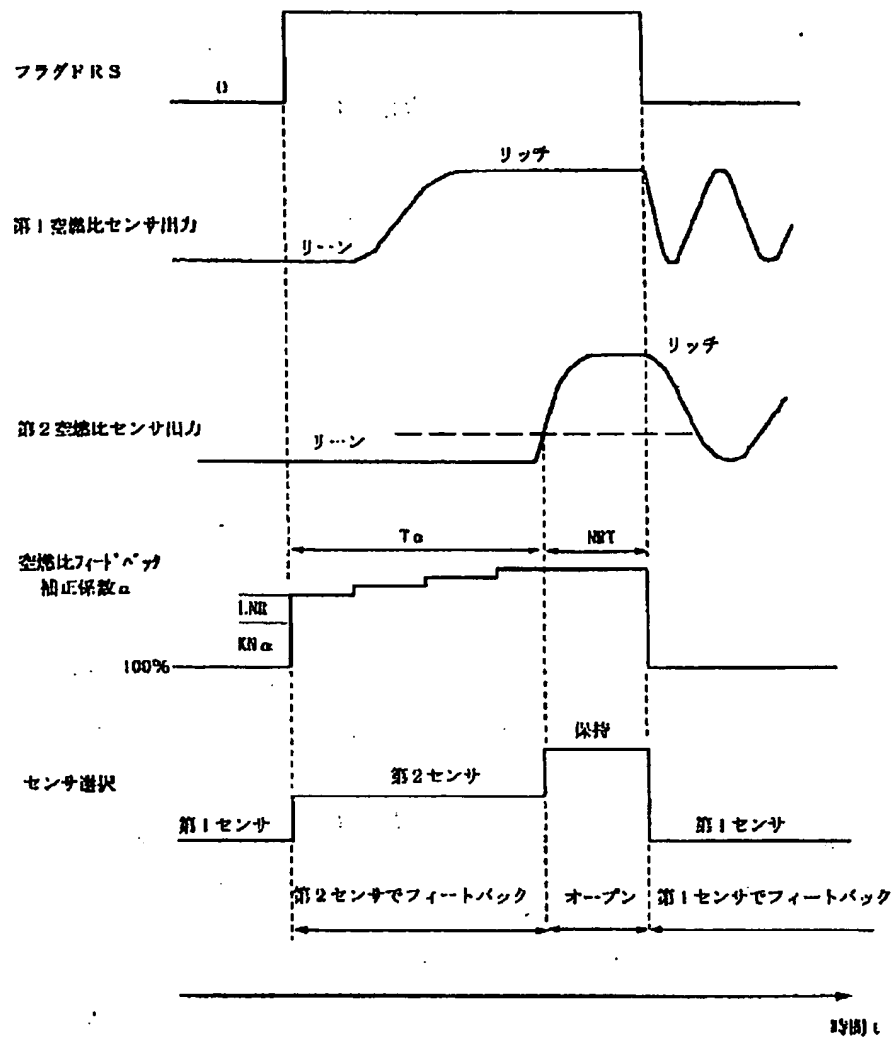 フラグFRS
0
リッチ
第1空燃比センサ出力
リーン
リッチ
第2空燃比センサ出力
リーン
Tα
NRT
空燃比フィードバック
補正係数α
LNR
KNα
100%
保持
センサ選択
第2センサ
第1センサ
第1センサ
第2センサでフィートバック
オープン
第1センサでフィートバック
時間t